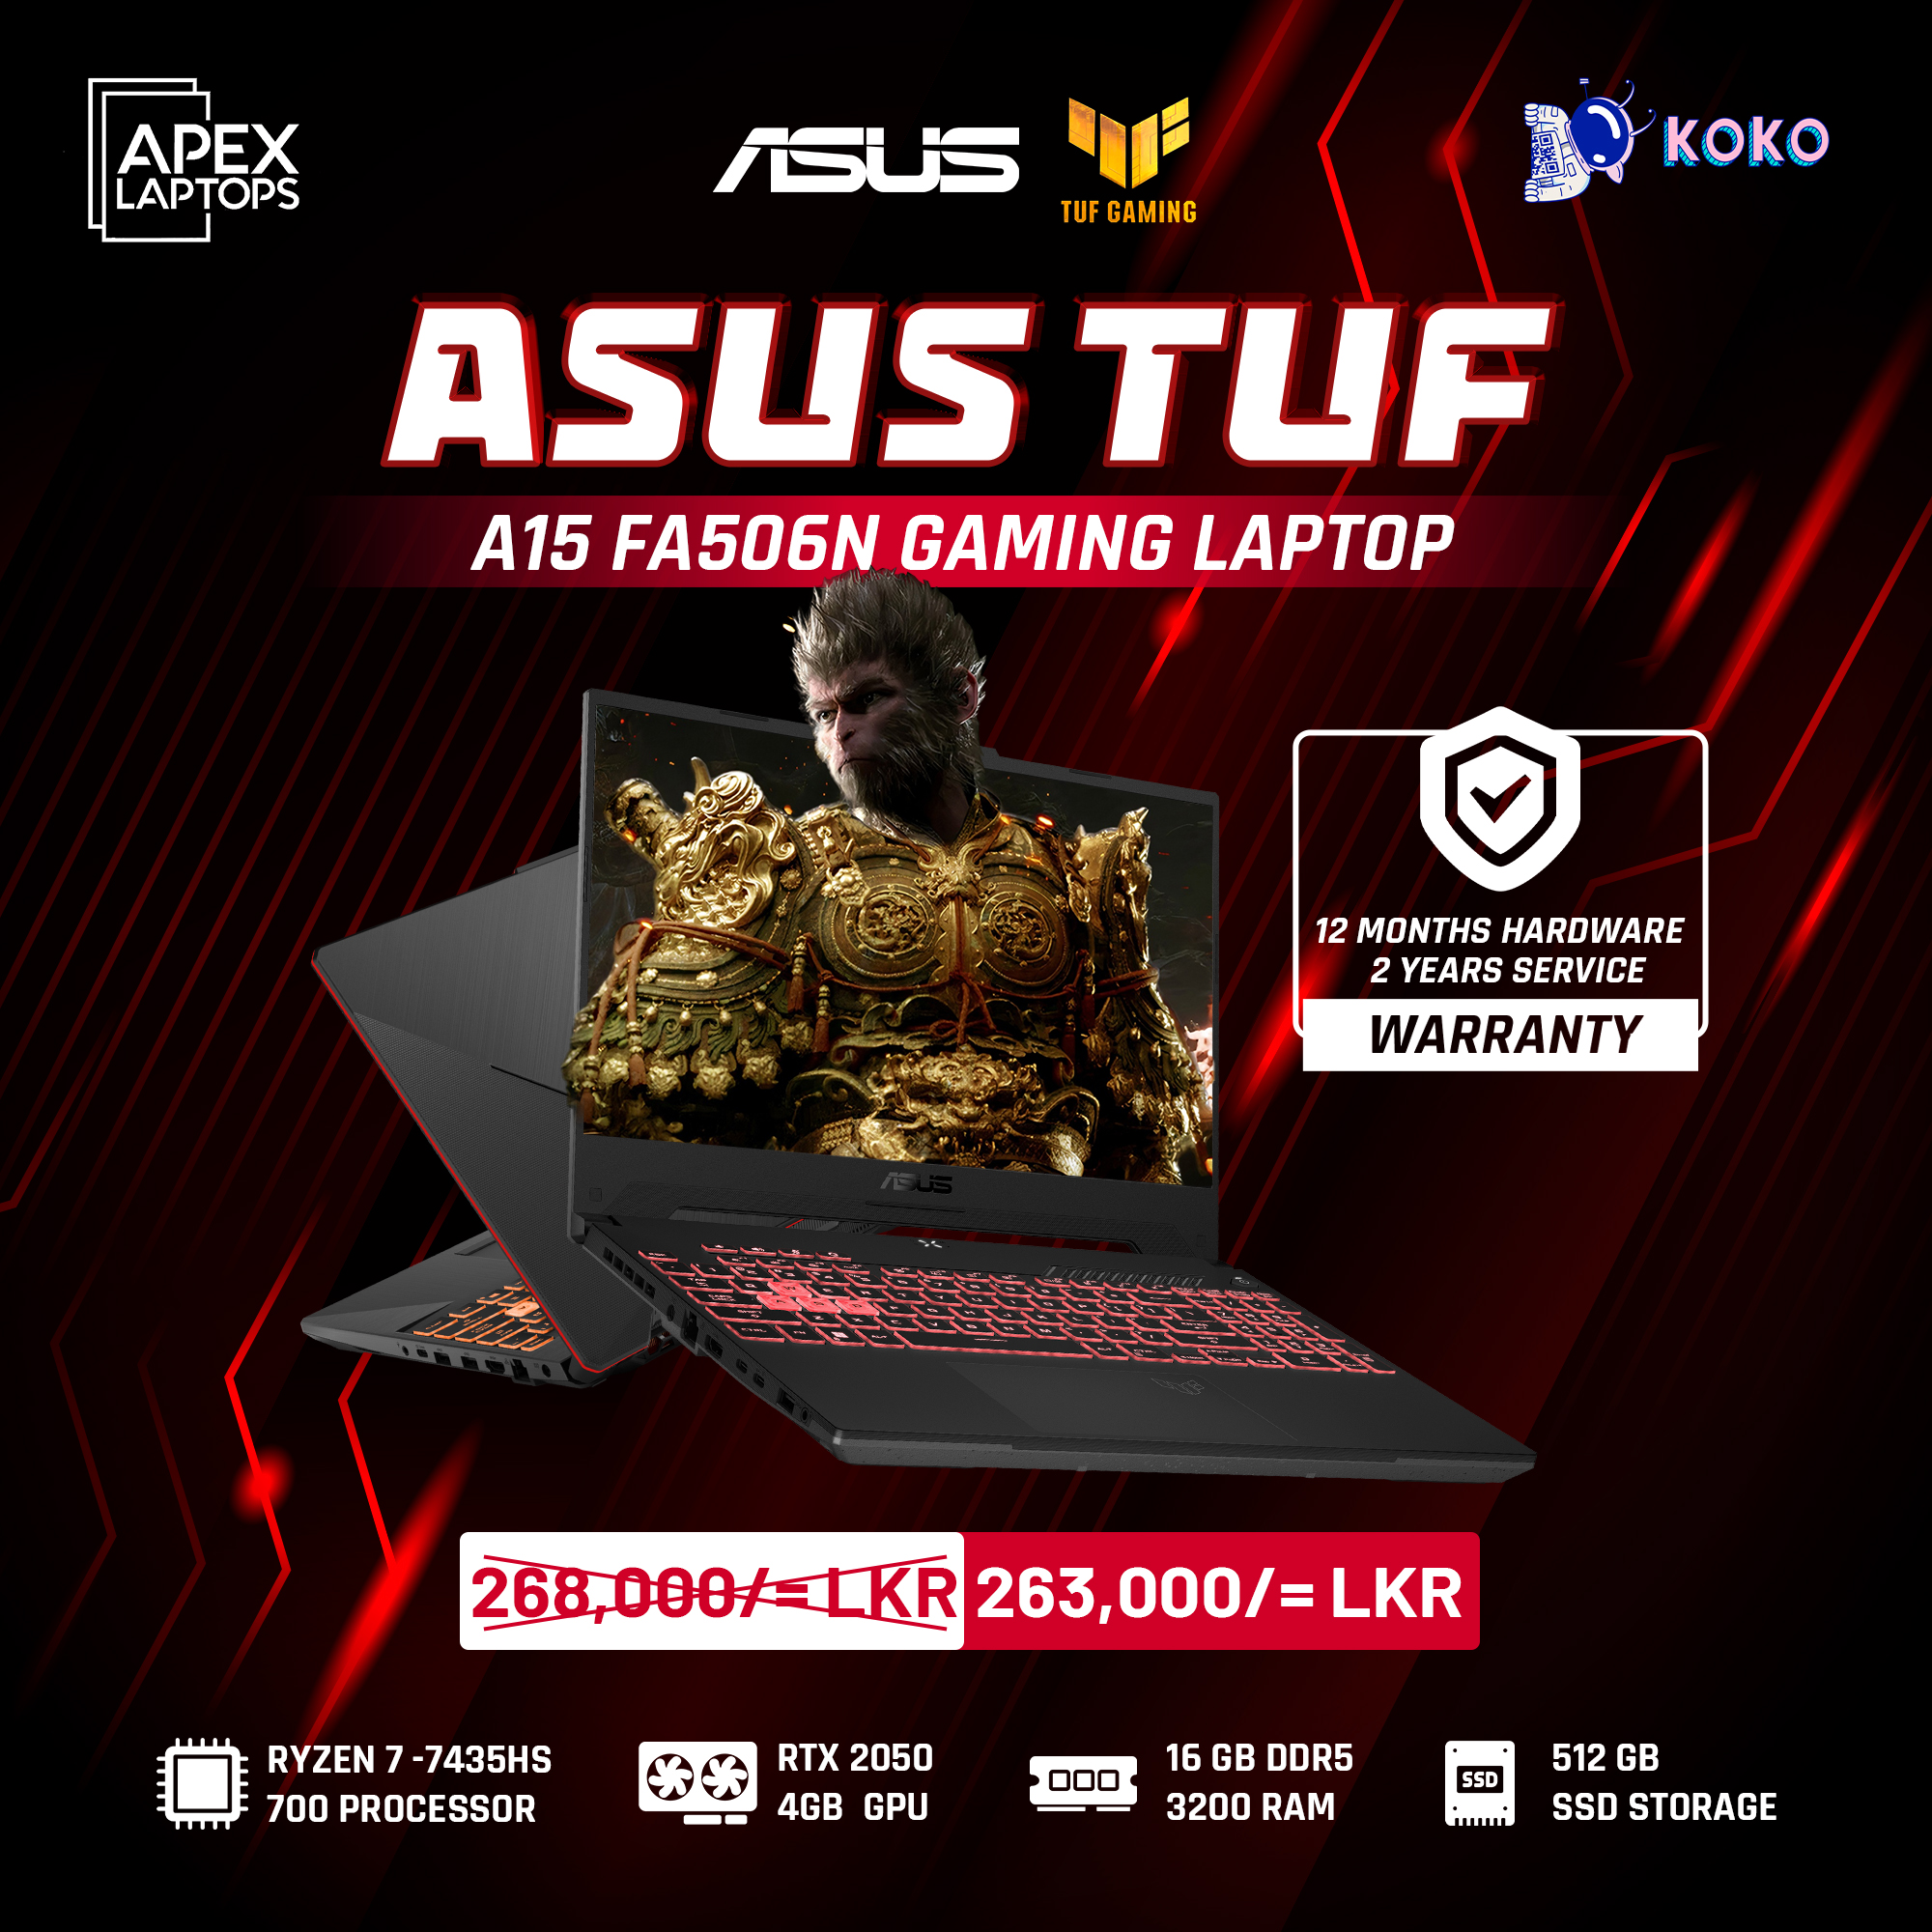 APEX
LAPTOPS
ASUS
TUF GAMING
KOKO
ASUS TUF
A15 FA506N GAMING LAPTOP
12 MONTHS HARDWARE
2 YEARS SERVICE
WARRANTY
ASUS
268,000/= LKR 263,000/= LKR
RYZEN 7 -7435HS
700 PROCESSOR
RTX 2050
4GB GPU
16 GB DDR5
3200 RAM
SSD
512 GB
SSD STORAGE